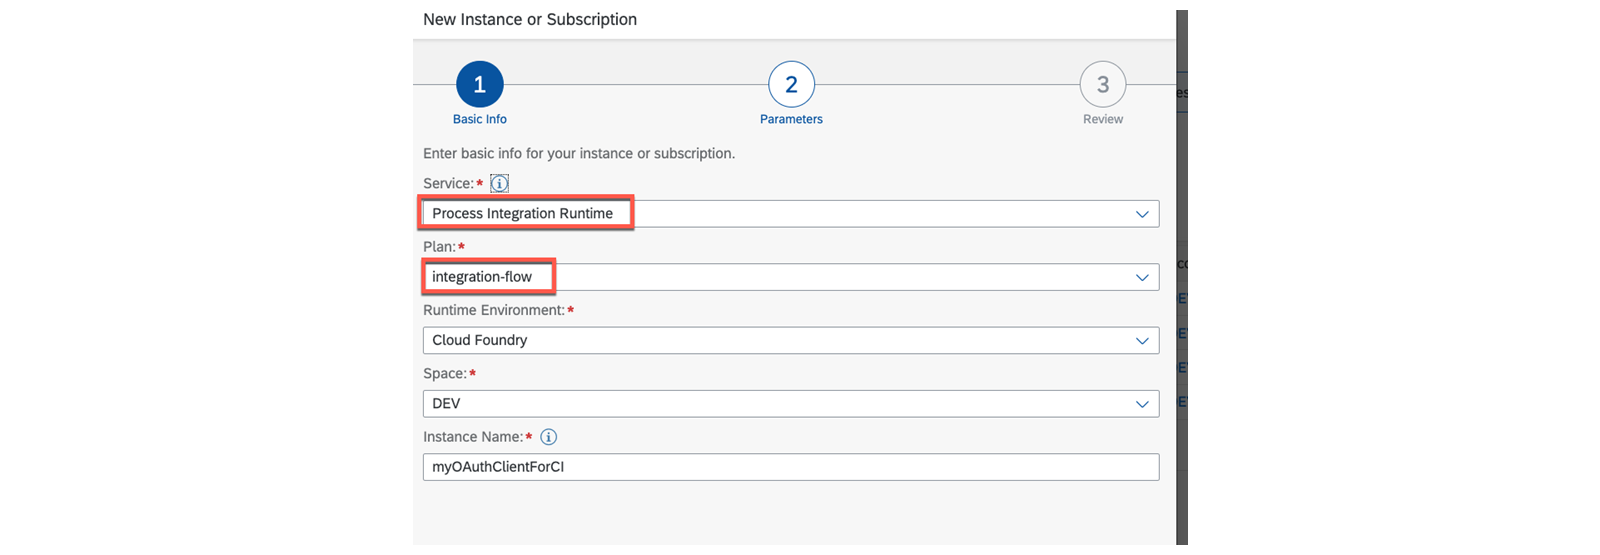 New Instance or Subscription
1
2
3
Basic Info
Parameters
Review
Enter basic info for your instance or subscription.
Service:*
Process Integration Runtime
Plan:*
integration-flow
Runtime Environment:*
Cloud Foundry
Space:*
DEV
Instance Name:*
myOAuthClientForCI